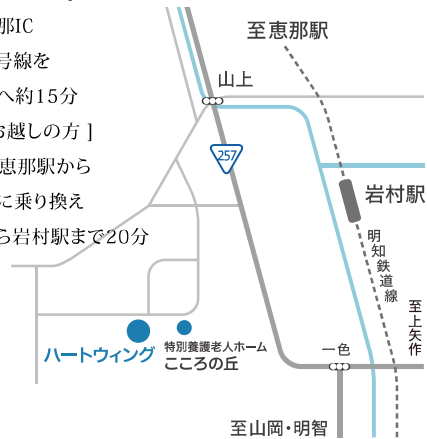 那IC
号線を
へ約15分
お越しの方 ]
恵那駅から
に乗り換え
ら岩村駅まで20分
至恵那駅
山上
257
岩村駅
明知鉄道線
至上矢作
一色
ハートウィング
特別養護老人ホーム
こころの丘
至山岡・明智